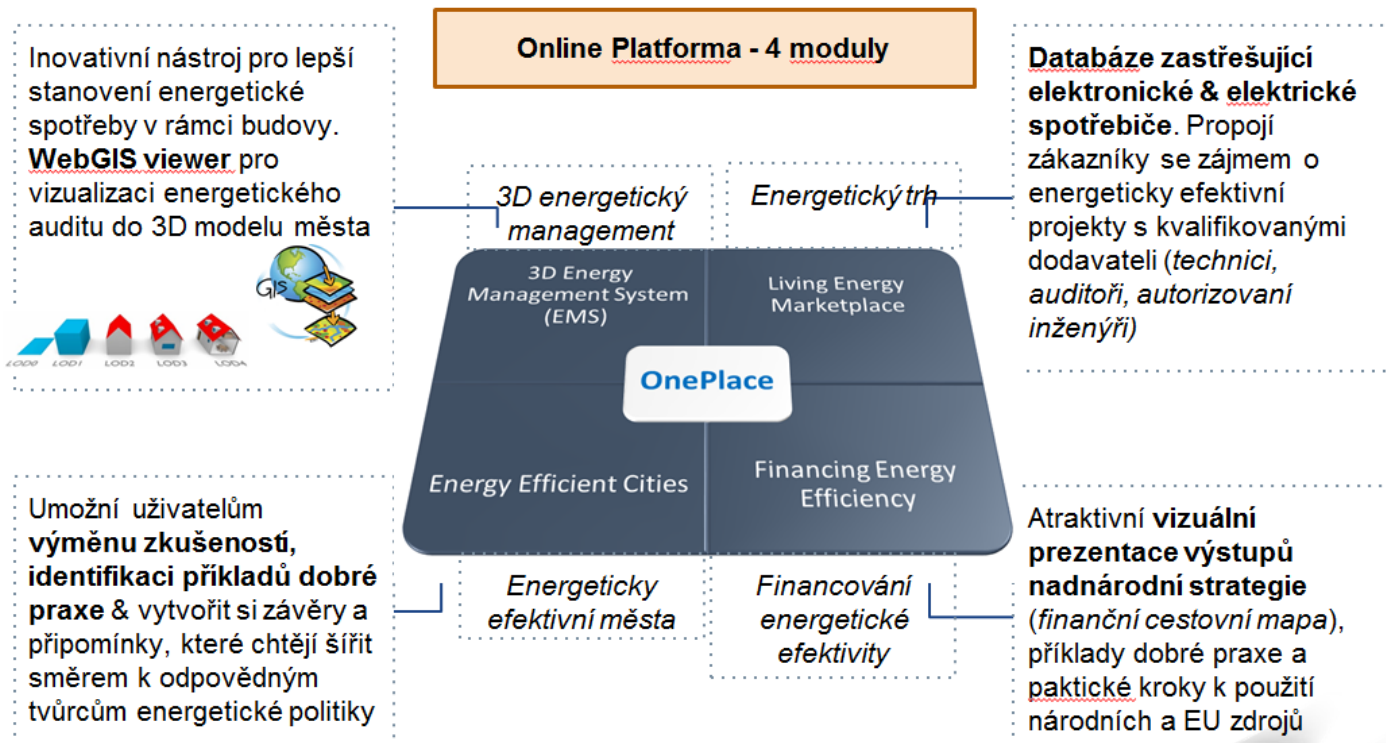 Online Platforma - 4 moduly
Inovativní nástroj pro lepší
stanovení energetické
spotřeby v rámci budovy.
WebGIS viewer pro
vizualizaci energetického
auditu do 3D modelu města
GIS
LOD0 LOD1 LOD2 LOD3 LOD4
3D energetický
management
Energetický trh
Databáze zastřešující
elektronické & elektrické
spotřebiče. Propojí
zákazníky se zájmem o
energeticky efektivní
projekty s kvalifikovanými
dodavateli (technici,
auditoři, autorizovaní
inženýři)
3D Energy
Management System
(EMS)
Living Energy
Marketplace
OnePlace
Energy Efficient Cities
Financing Energy
Efficiency
Umožní uživatelům
výměnu zkušeností,
identifikaci příkladů dobré
praxe & vytvořit si závěry a
připomínky, které chtějí šířit
směrem k odpovědným
tvůrcům energetické politiky
Energeticky
efektivní města
Financování
energetické
efektivity
Atraktivní vizuální
prezentace výstupů
nadnárodní strategie
(finanční cestovní mapa),
příklady dobré praxe a
paktické kroky k použití
národních a EU zdrojů